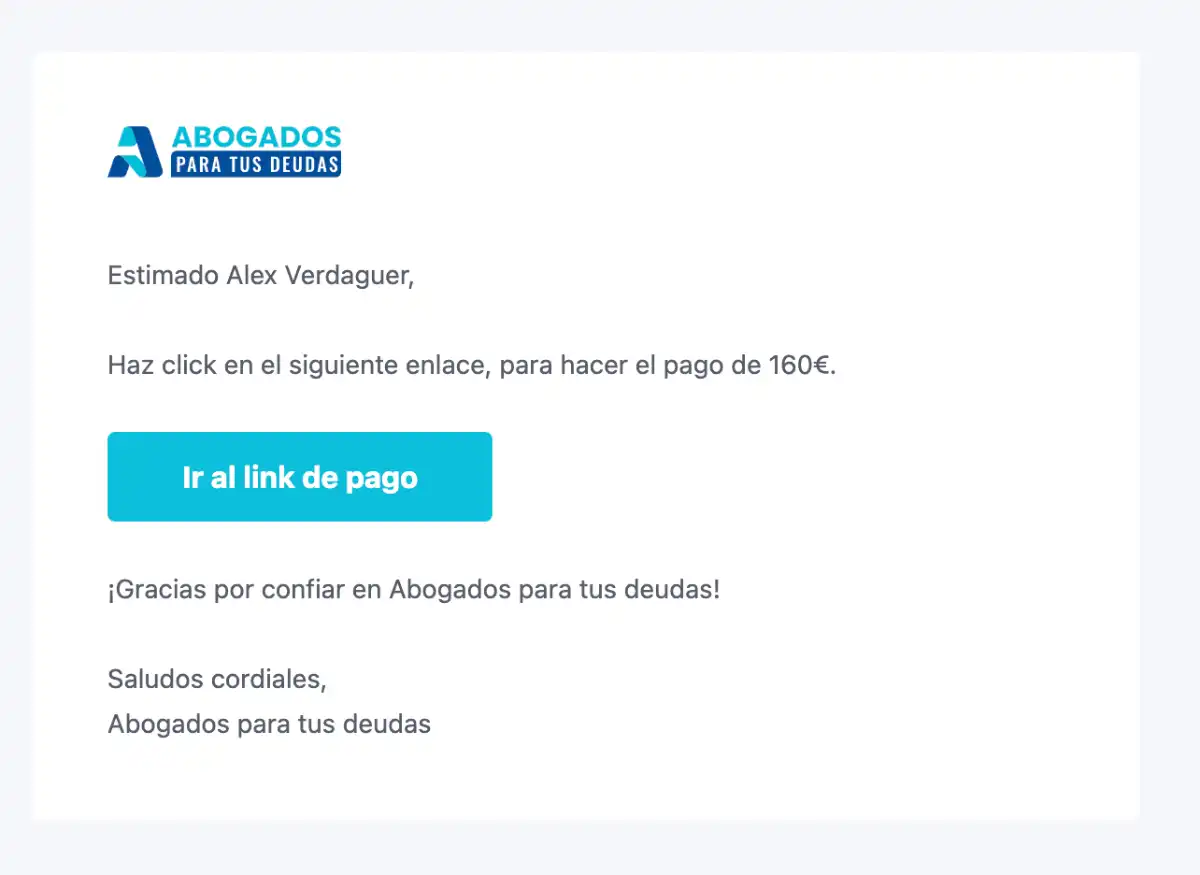 ABOGADOS
PARA TUS DEUDAS
Estimado Alex Verdaguer,
Haz click en el siguiente enlace, para hacer el pago de 160€.
Ir al link de pago
¡Gracias por confiar en Abogados para tus deudas!
Saludos cordiales,
Abogados para tus deudas